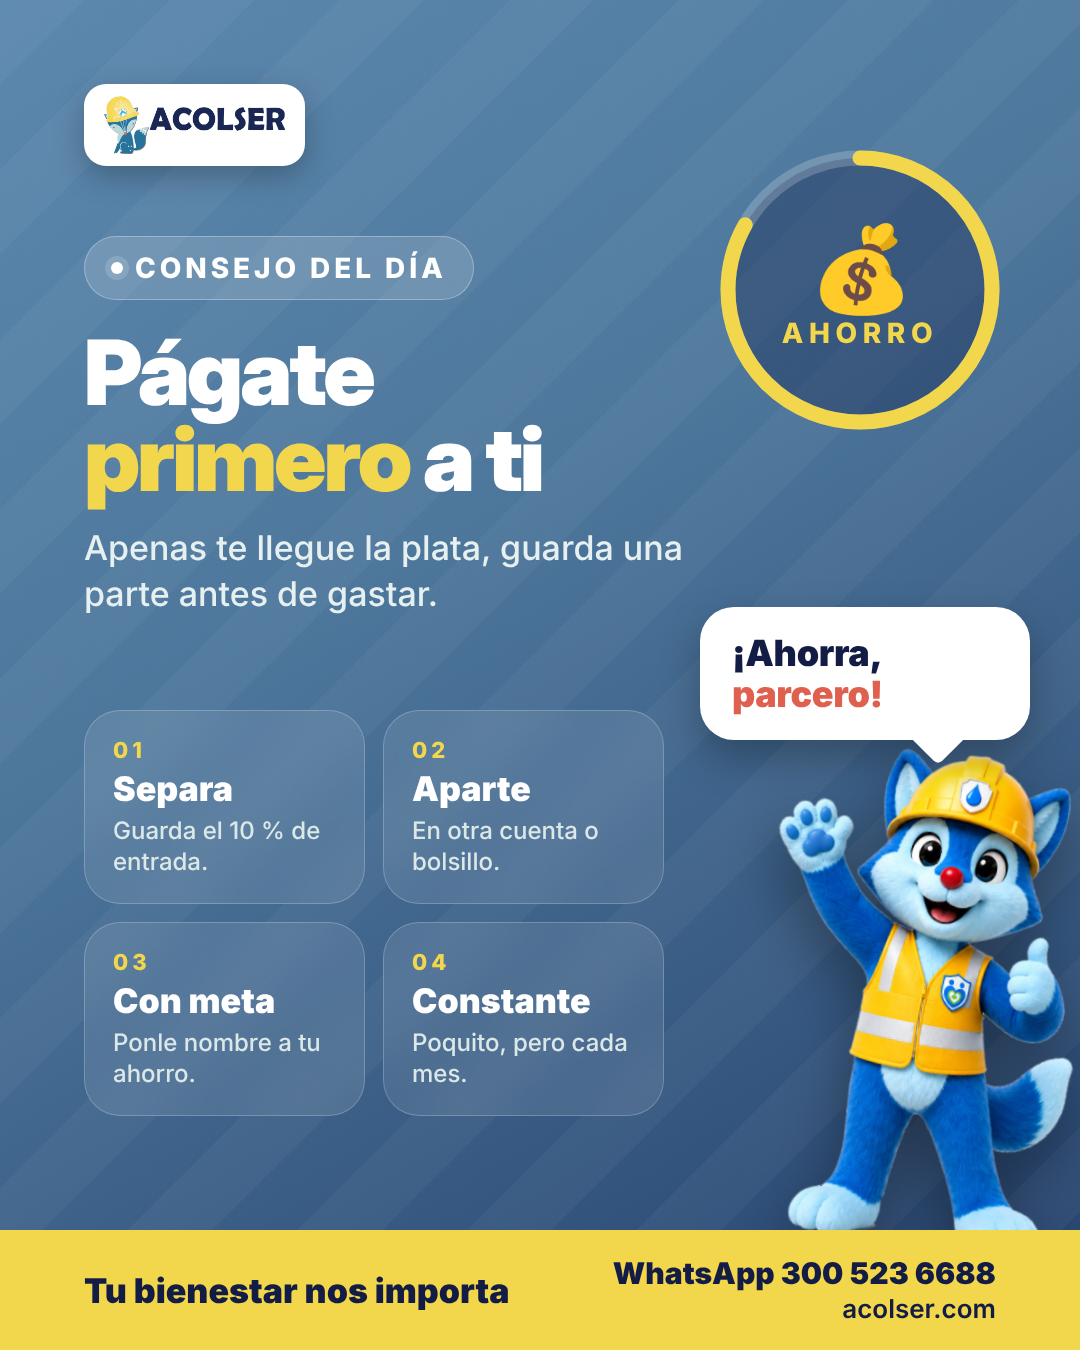 ACOLSER
CONSEJO DEL DÍA
Págate
primero a ti
Apenas te llegue la plata, guarda una
parte antes de gastar.
$
AHORRO
¡Ahorra,
parcero!
01
Separa
Guarda el 10 % de
entrada.
02
Aparte
En otra cuenta o
bolsillo.
03
Con meta
Ponle nombre a tu
ahorro.
04
Constante
Poquito, pero cada
mes.
Tu bienestar nos importa
WhatsApp 300 523 6688
acolser.com